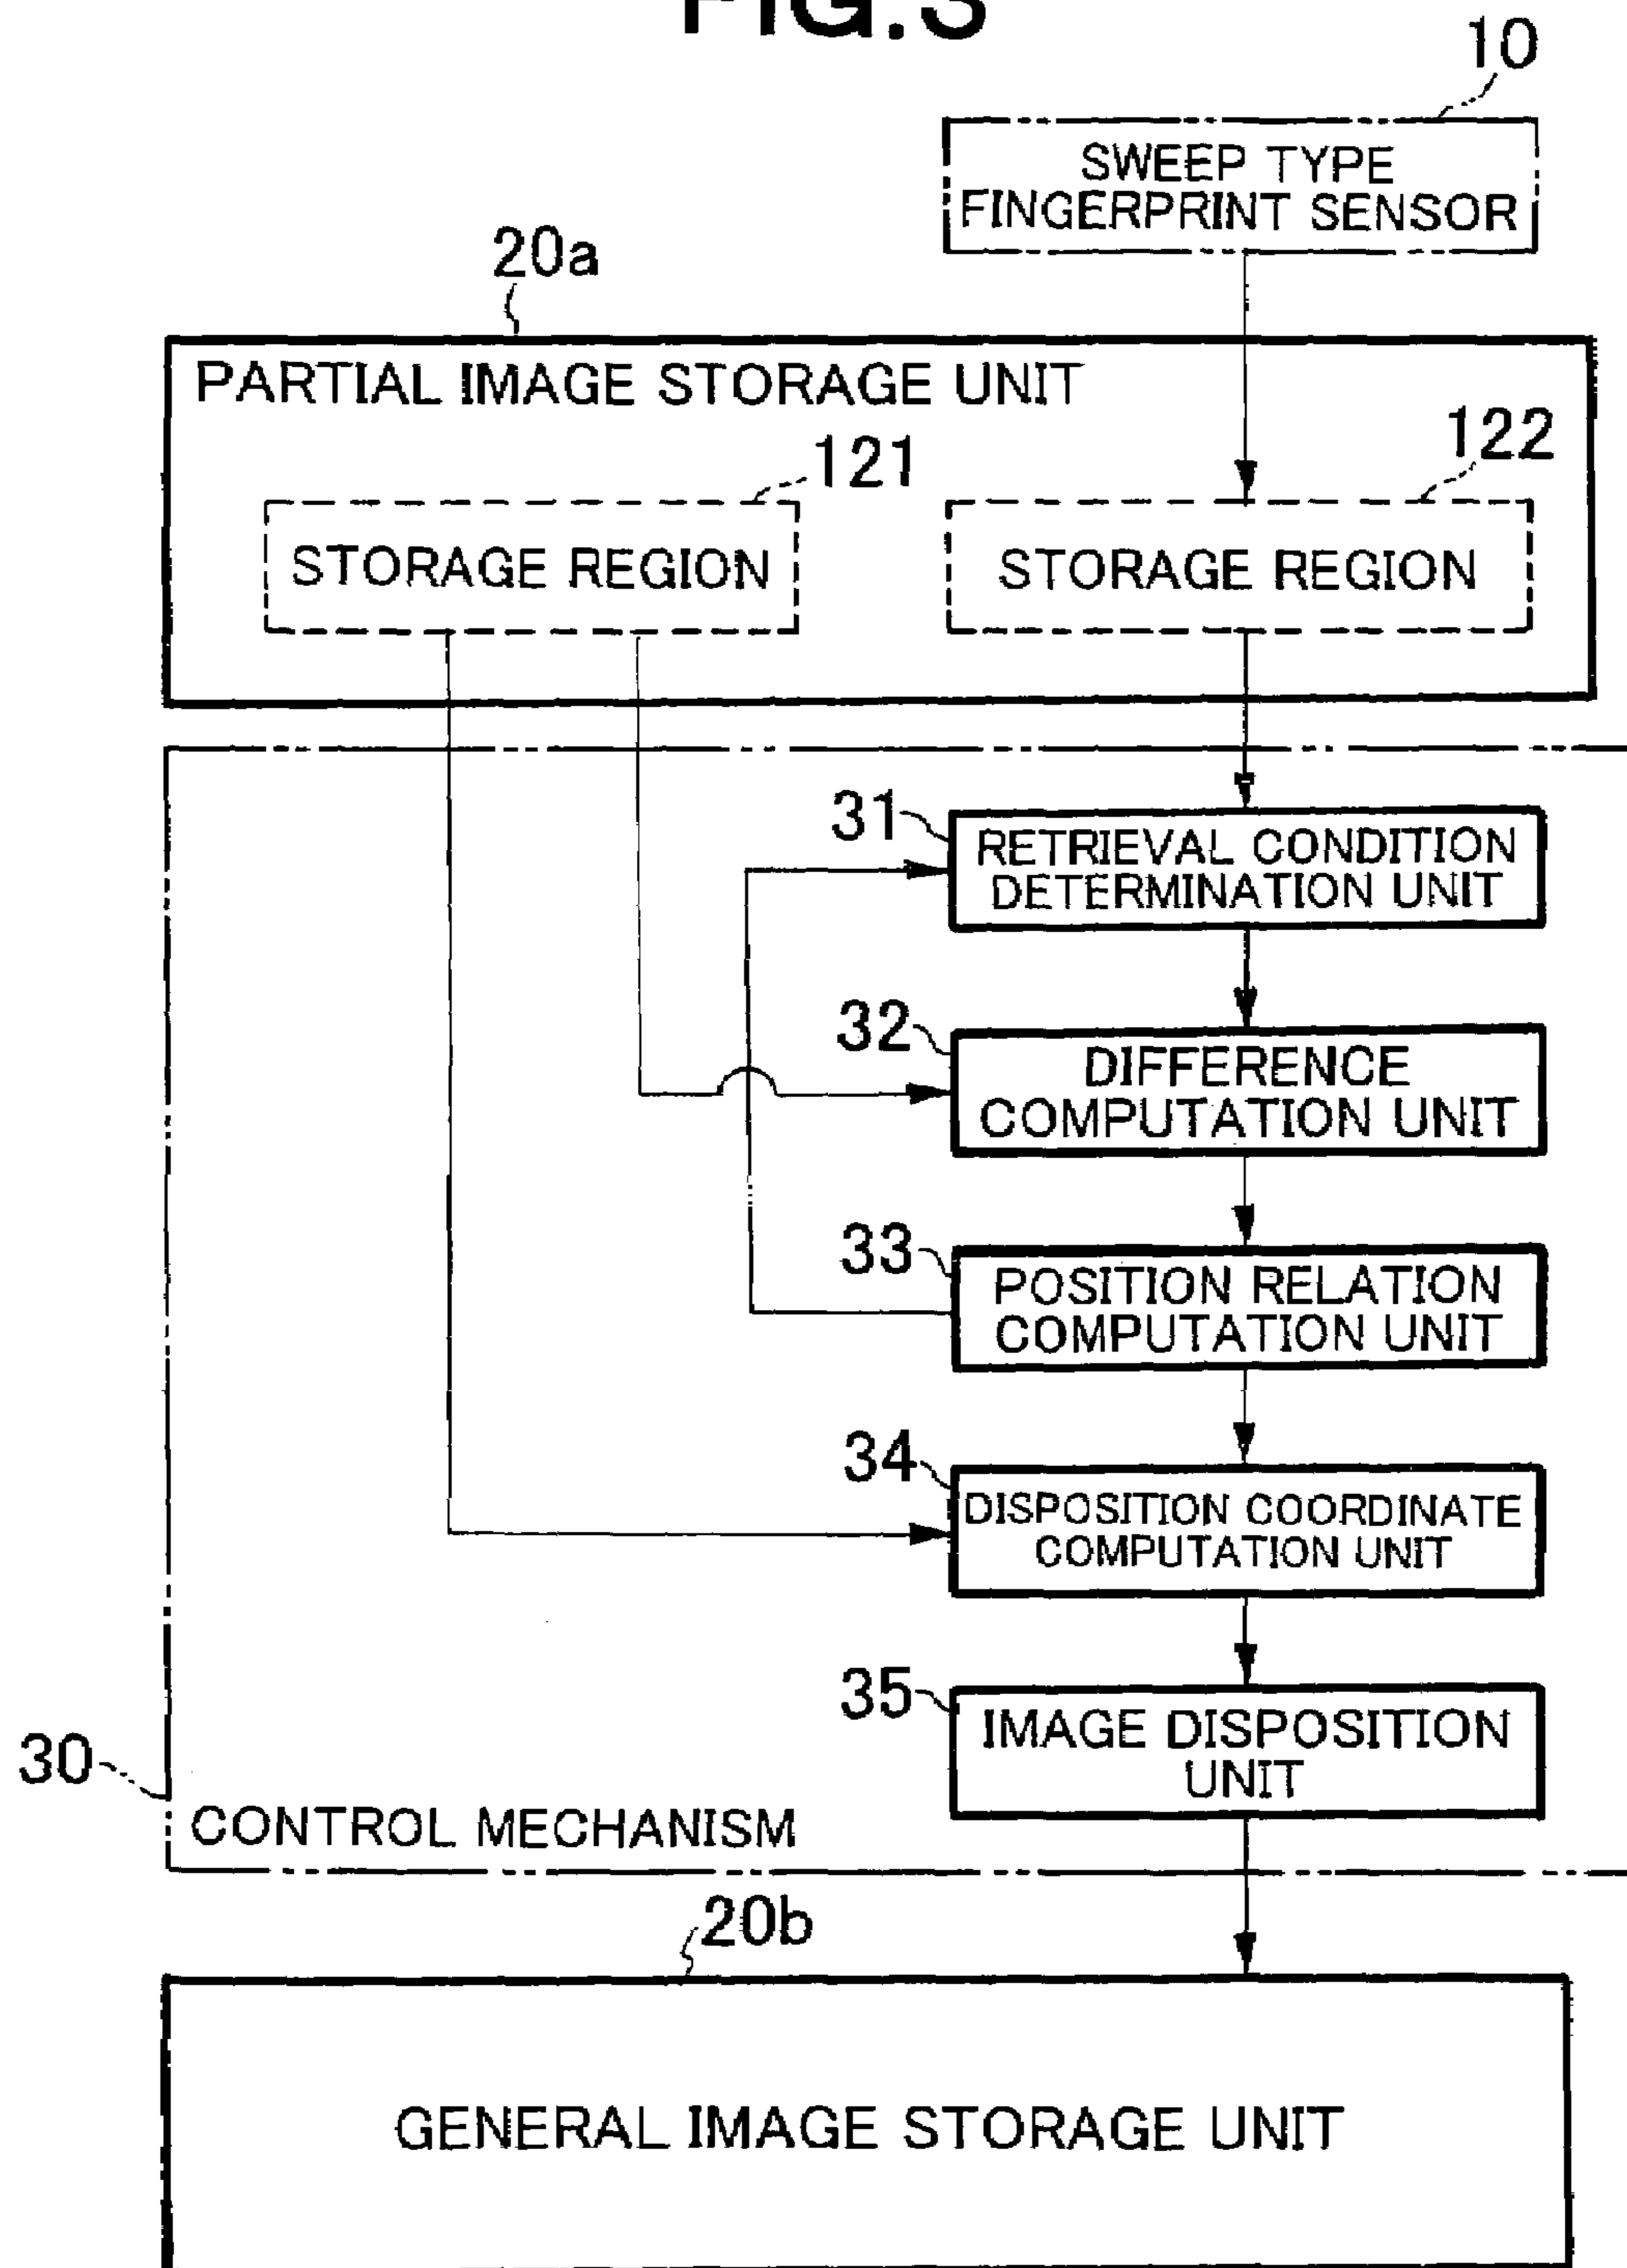 FIG.3
10
SWEEP TYPE
FINGERPRINT SENSOR
20a
PARTIAL IMAGE STORAGE UNIT
121
122
STORAGE REGION
STORAGE REGION
31
RETRIEVAL CONDITION
DETERMINATION UNIT
32
DIFFERENCE
COMPUTATION UNIT
33
POSITION RELATION
COMPUTATION UNIT
34
DISPOSITION COORDINATE
COMPUTATION UNIT
35
IMAGE DISPOSITION
UNIT
30
CONTROL MECHANISM
20b
GENERAL IMAGE STORAGE UNIT